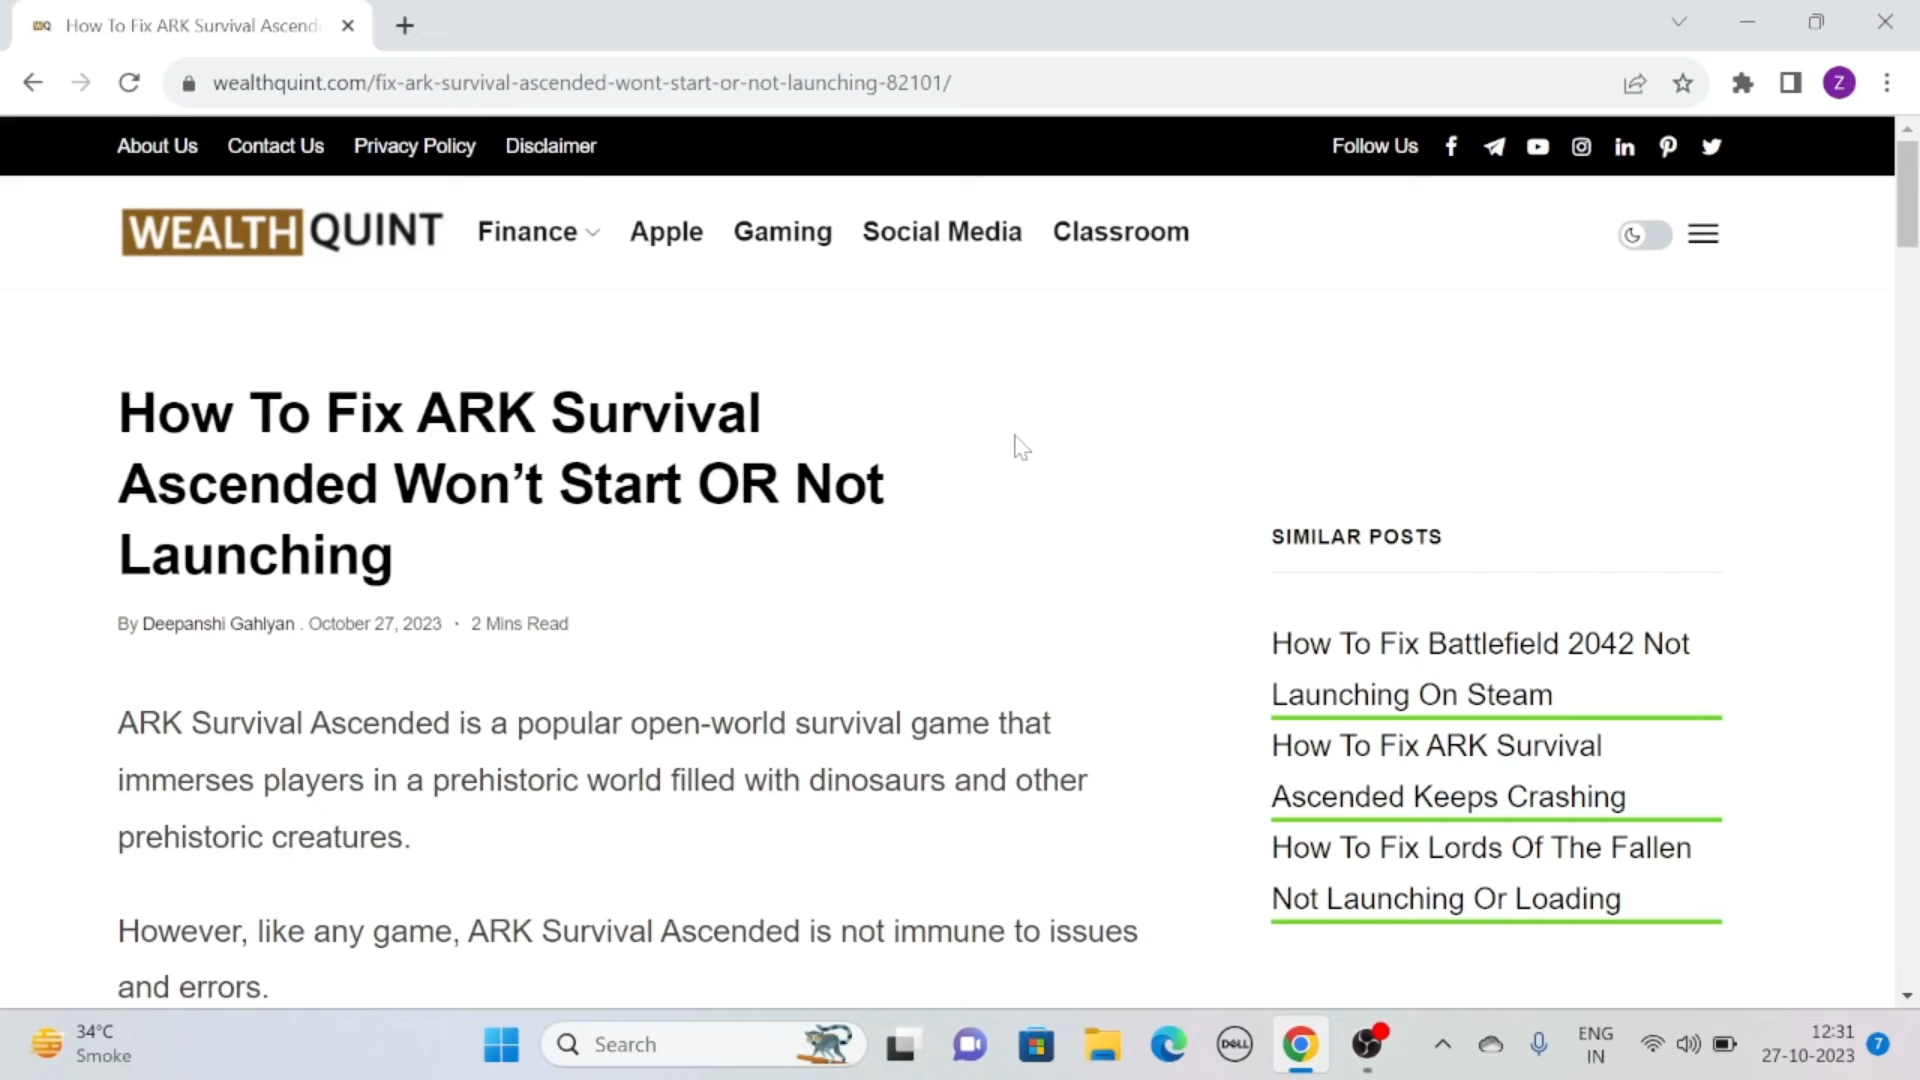 How To Fix ARK Survival Ascend
wealthquint.com/fix-ark-survival-ascended-wont-start-or-not-launching-82101/
Z
About Us Contact Us Privacy Policy Disclaimer Follow Us
WEALTH QUINT Finance Apple Gaming Social Media Classroom
How To Fix ARK Survival
Ascended Won’t Start OR Not
Launching
By Deepanshi Gahlyan . October 27, 2023 · 2 Mins Read
ARK Survival Ascended is a popular open-world survival game that
immerses players in a prehistoric world filled with dinosaurs and other
prehistoric creatures.
However, like any game, ARK Survival Ascended is not immune to issues
and errors.
SIMILAR POSTS
How To Fix Battlefield 2042 Not
Launching On Steam
How To Fix ARK Survival
Ascended Keeps Crashing
How To Fix Lords Of The Fallen
Not Launching Or Loading
34°C
Smoke
Search
DELL
ENG
IN
12:31
27-10-2023
7